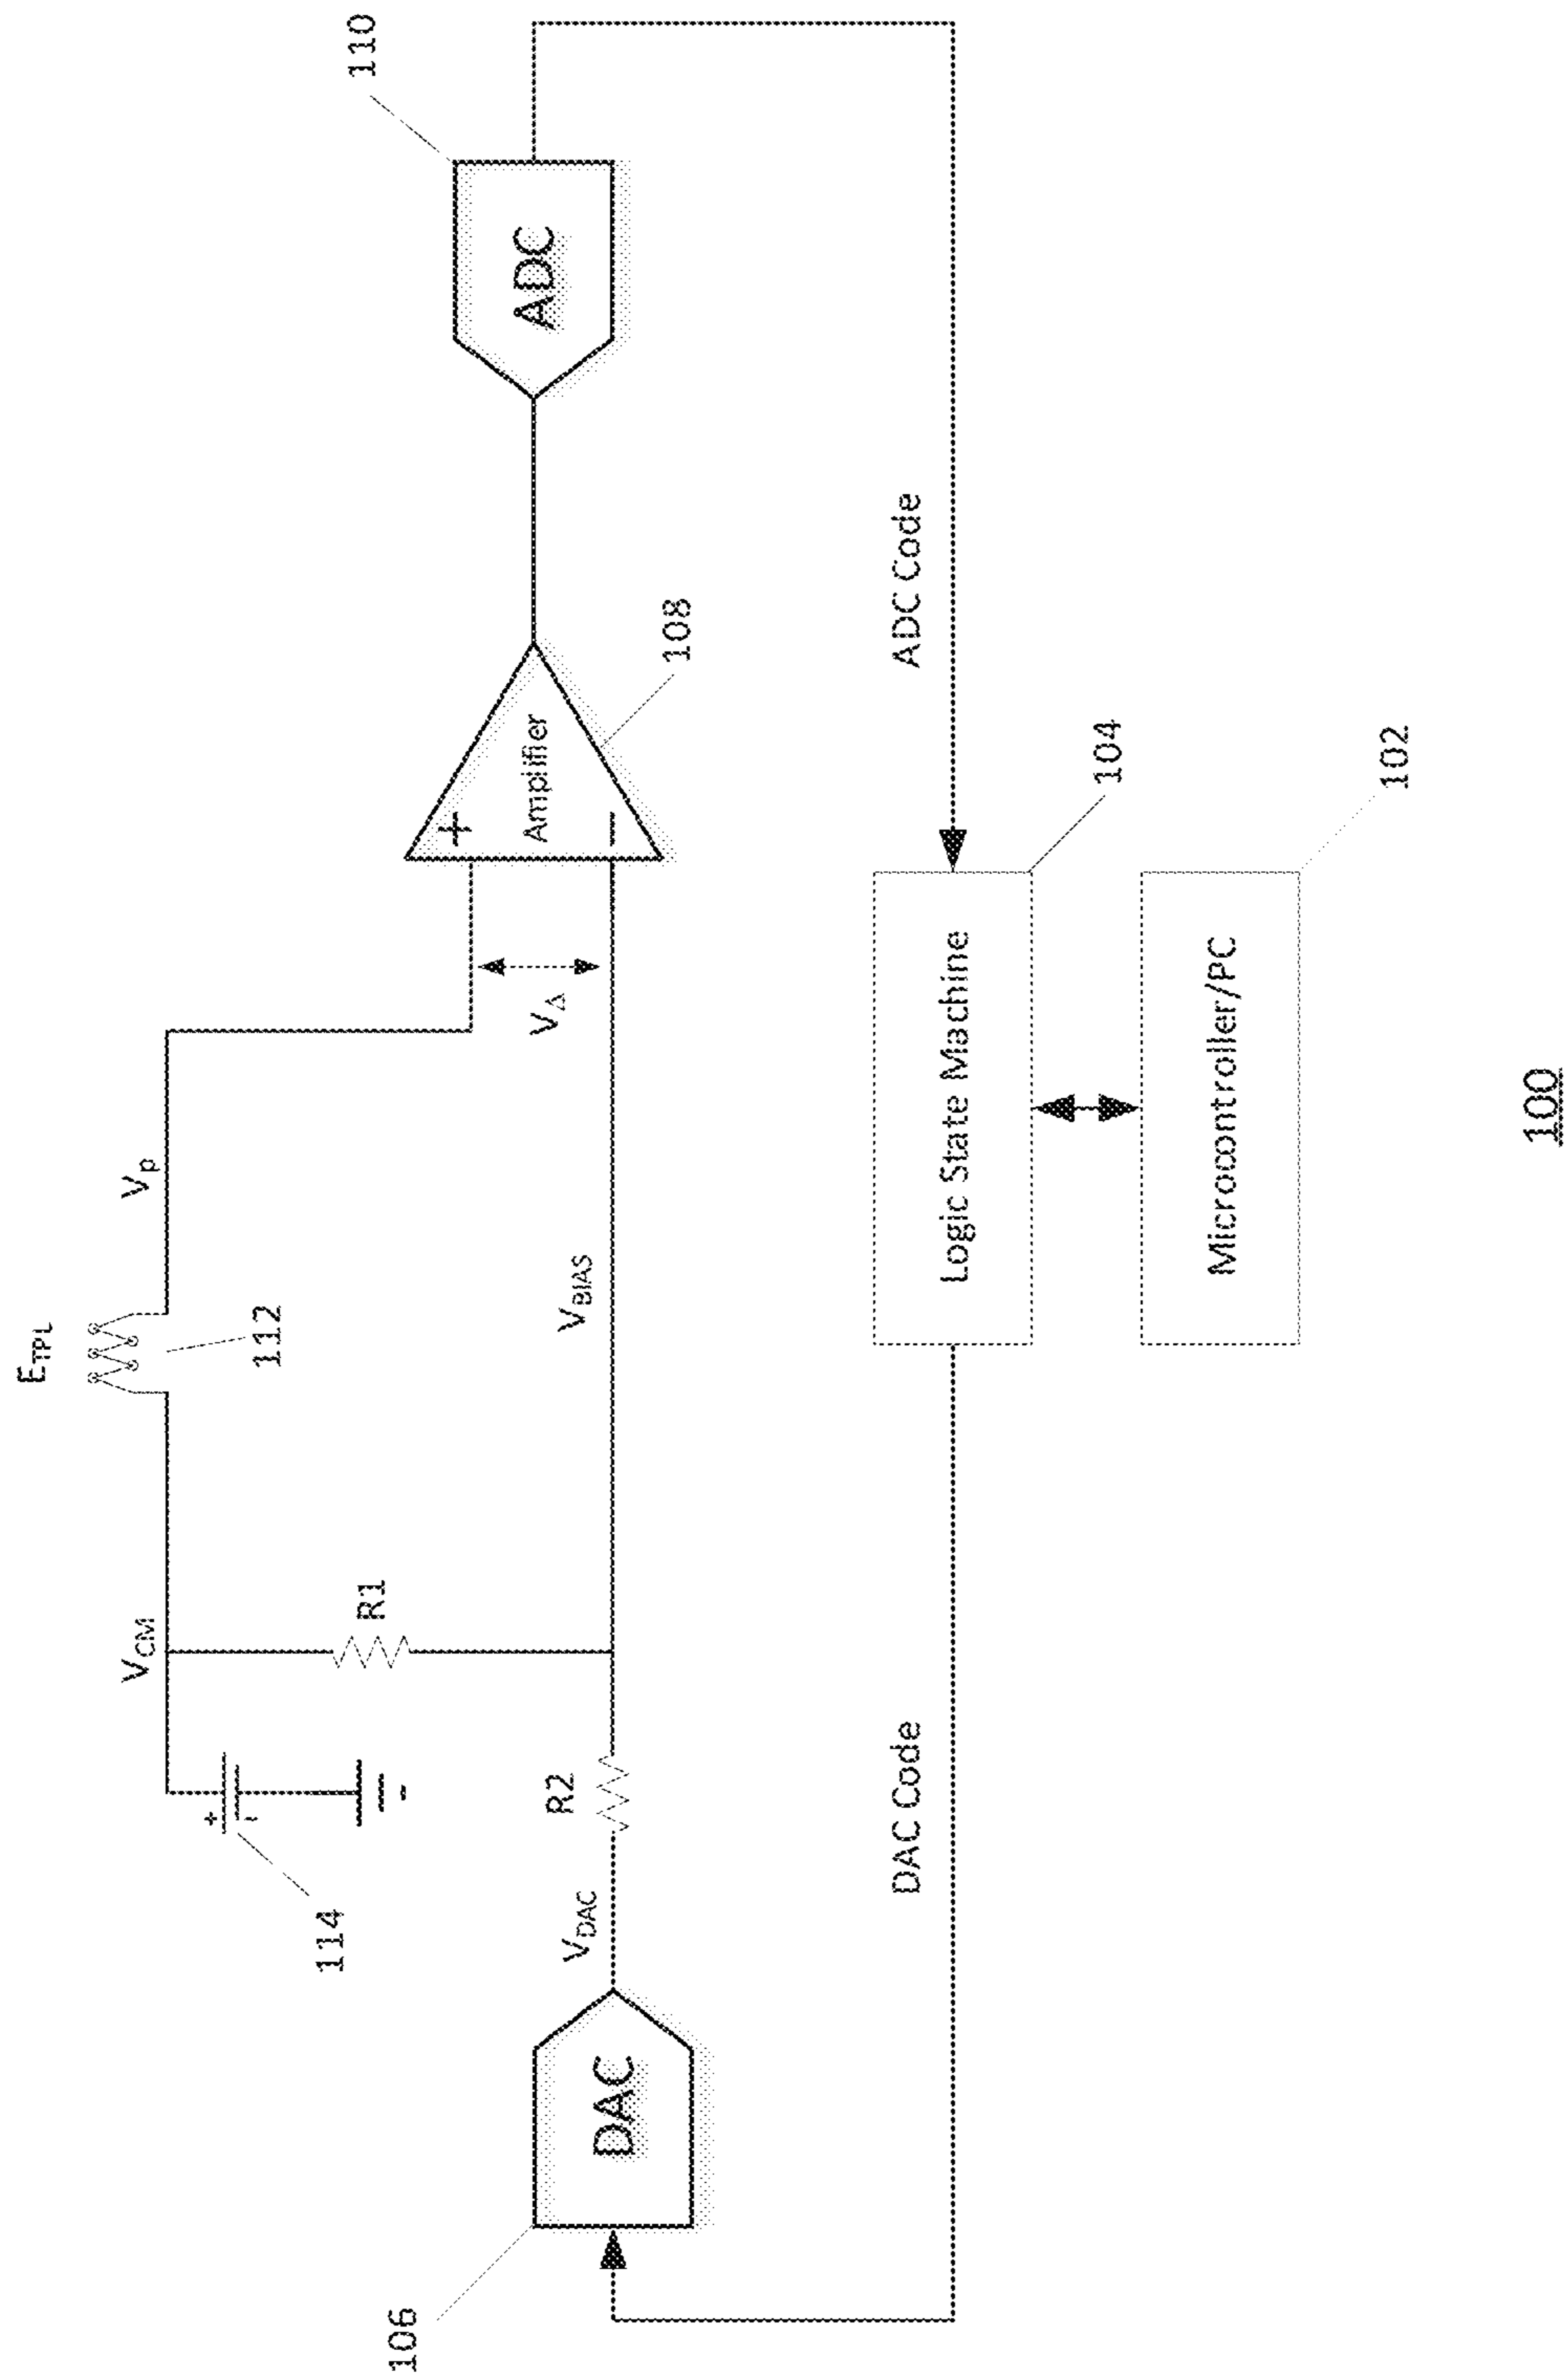 E_TPL
112
V_CM
V_p
114
R1
110
ADC
+
Amplifier
−
108
V_Δ
V_BIAS
R2
V_DAC
DAC
106
ADC Code
DAC Code
Logic State Machine
104
Microcontroller/PC
102
100
+
-